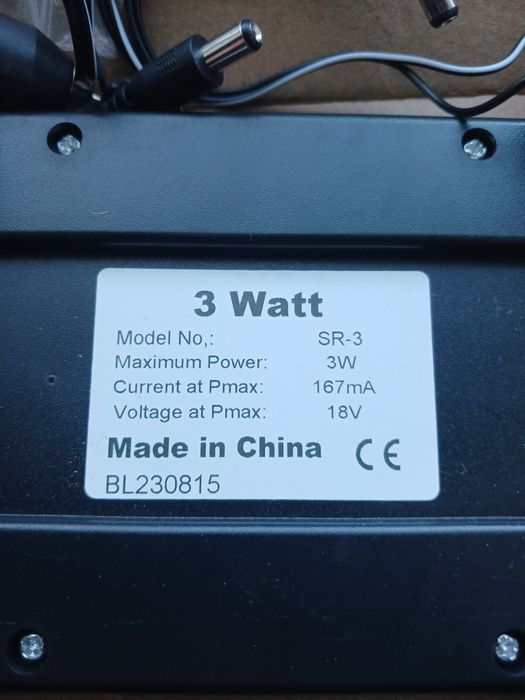 3 Watt
Model No,: SR-3
Maximum Power: 3W
Current at Pmax: 167mA
Voltage at Pmax: 18V
Made in China CE
BL230815